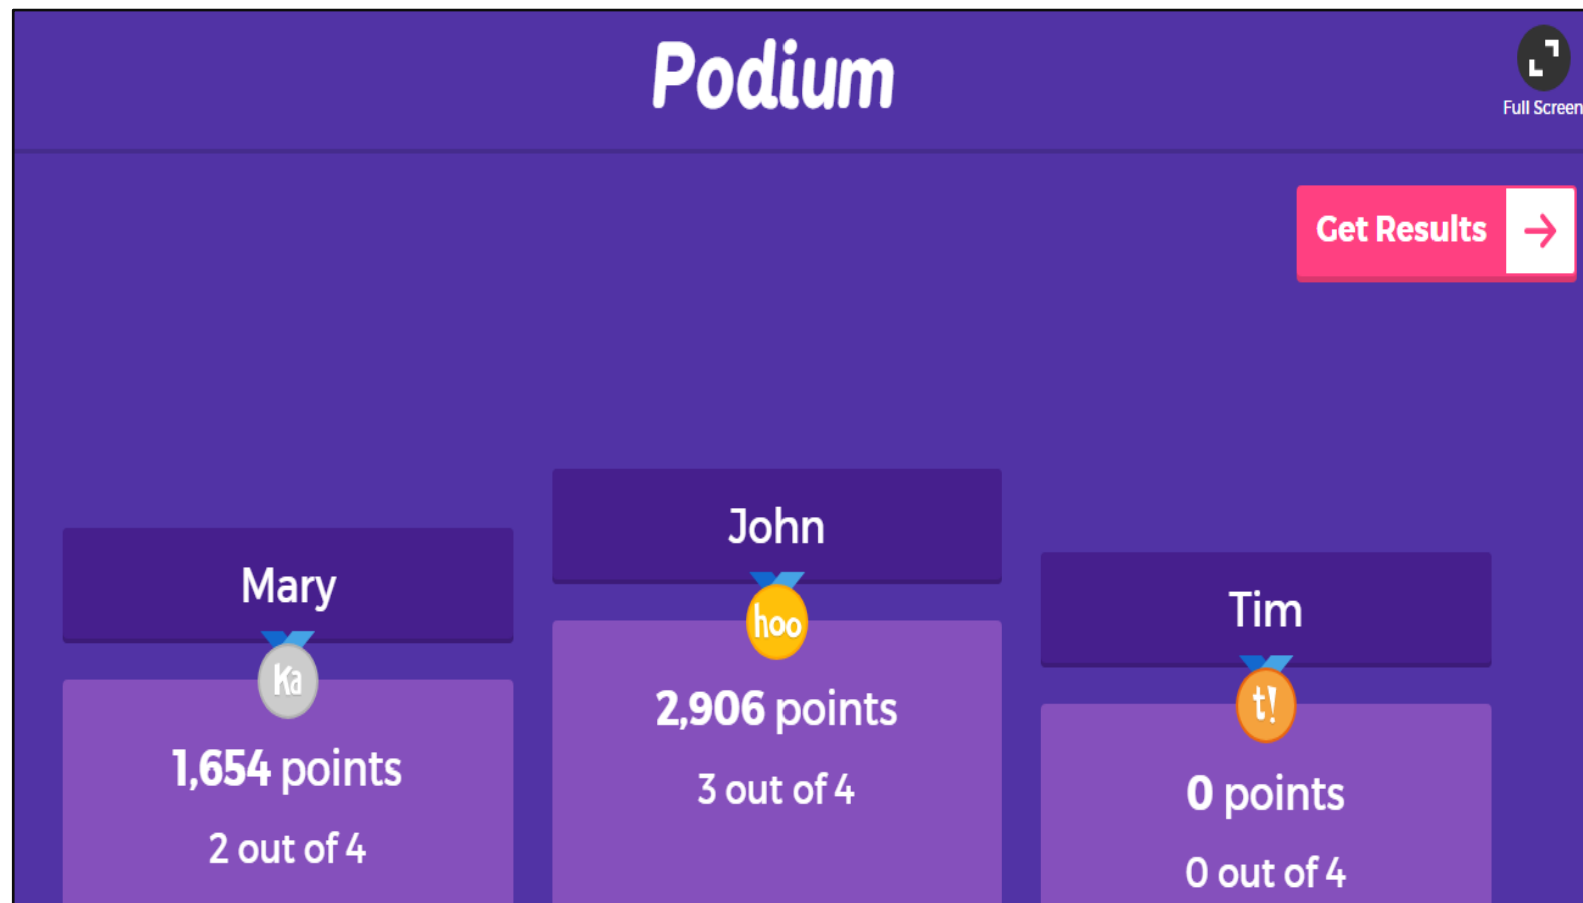 Podium
Full Screen
Get Results
Mary
Ka
1,654 points
2 out of 4
John
hoo
2,906 points
3 out of 4
Tim
t!
0 points
0 out of 4